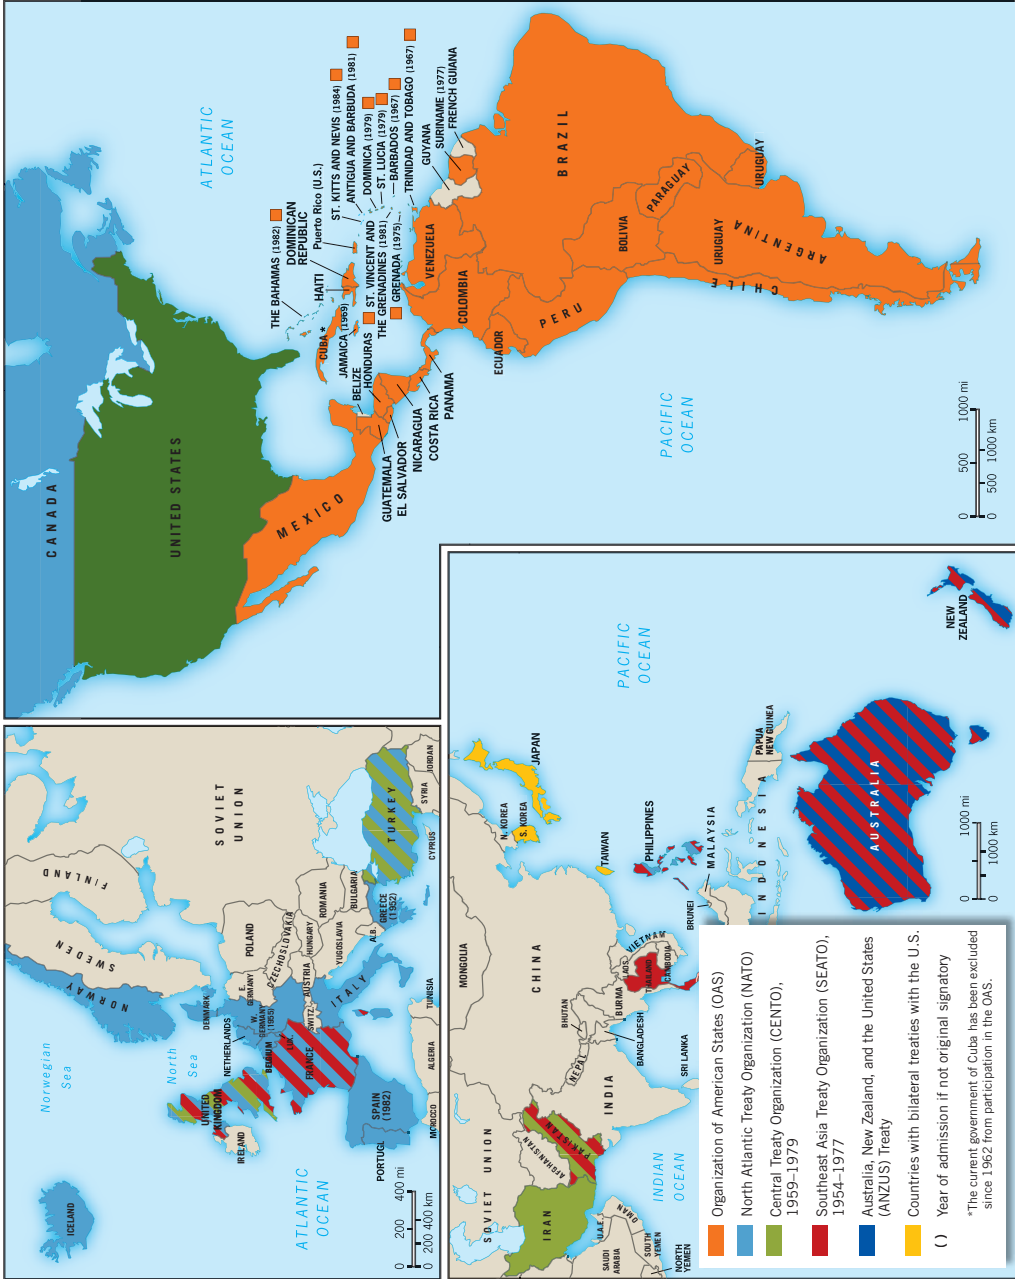 CANADA
UNITED STATES
MEXICO
ATLANTIC
OCEAN
THE BAHAMAS (1982)
DOMINICAN
REPUBLIC
Puerto Rico (U.S.)
ST. KITTS AND NEVIS (1984)
ANTIGUA AND BARBUDA (1981)
DOMINICA (1979)
ST. LUCIA (1979)
BARBADOS (1967)
TRINIDAD AND TOBAGO (1967)
HAITI
CUBA*
JAMAICA (1969)
ST. VINCENT AND
THE GRENADINES (1981)
GRENADA (1975)
BELIZE
HONDURAS
GUATEMALA
EL SALVADOR
NICARAGUA
COSTA RICA
PANAMA
GUYANA
SURINAME (1977)
FRENCH GUIANA
VENEZUELA
COLOMBIA
ECUADOR
PERU
BRAZIL
BOLIVIA
PARAGUAY
URUGUAY
URUGUAY
ARGENTINA
CHILE
PACIFIC
OCEAN
0 500 1000 mi
0 500 1000 km
ICELAND
Norwegian
Sea
NORWAY
SWEDEN
FINLAND
SOVIET
UNION
North
Sea
DENMARK
UNITED
KINGDOM
IRELAND
NETHERLANDS
BELGIUM
LUX.
E.
GERMANY
W.
GERMANY
(1955)
POLAND
CZECHOSLOVAKIA
AUSTRIA
HUNGARY
ROMANIA
SWITZ.
FRANCE
YUGOSLAVIA
BULGARIA
ITALY
ALB.
GREECE
(1952)
TURKEY
CYPRUS
SYRIA
JORDAN
PORTUGL
SPAIN
(1982)
MOROCCO
ALGERIA
TUNISIA
ATLANTIC
OCEAN
0 200 400 mi
0 200 400 km
SOVIET UNION
MONGOLIA
CHINA
N. KOREA
S. KOREA
JAPAN
TAIWAN
PACIFIC
OCEAN
IRAN
AFGHANISTAN
PAKISTAN
INDIA
NEPAL
BHUTAN
BANGLADESH
BURMA
SRI LANKA
LAOS
THAILAND
VIETNAM
CAMBODIA
PHILIPPINES
MALAYSIA
BRUNEI
INDONESIA
PAPUA
NEW GUINEA
AUSTRALIA
NEW
ZEALAND
U.A.E.
OMAN
SAUDI
ARABIA
SOUTH
YEMEN
NORTH
YEMEN
INDIAN
OCEAN
0 1000 mi
0 1000 km
Organization of American States (OAS)
North Atlantic Treaty Organization (NATO)
Central Treaty Organization (CENTO),
1959–1979
Southeast Asia Treaty Organization (SEATO),
1954–1977
Australia, New Zealand, and the United States
(ANZUS) Treaty
Countries with bilateral treaties with the U.S.
( ) Year of admission if not original signatory
*The current government of Cuba has been excluded
since 1962 from participation in the OAS.